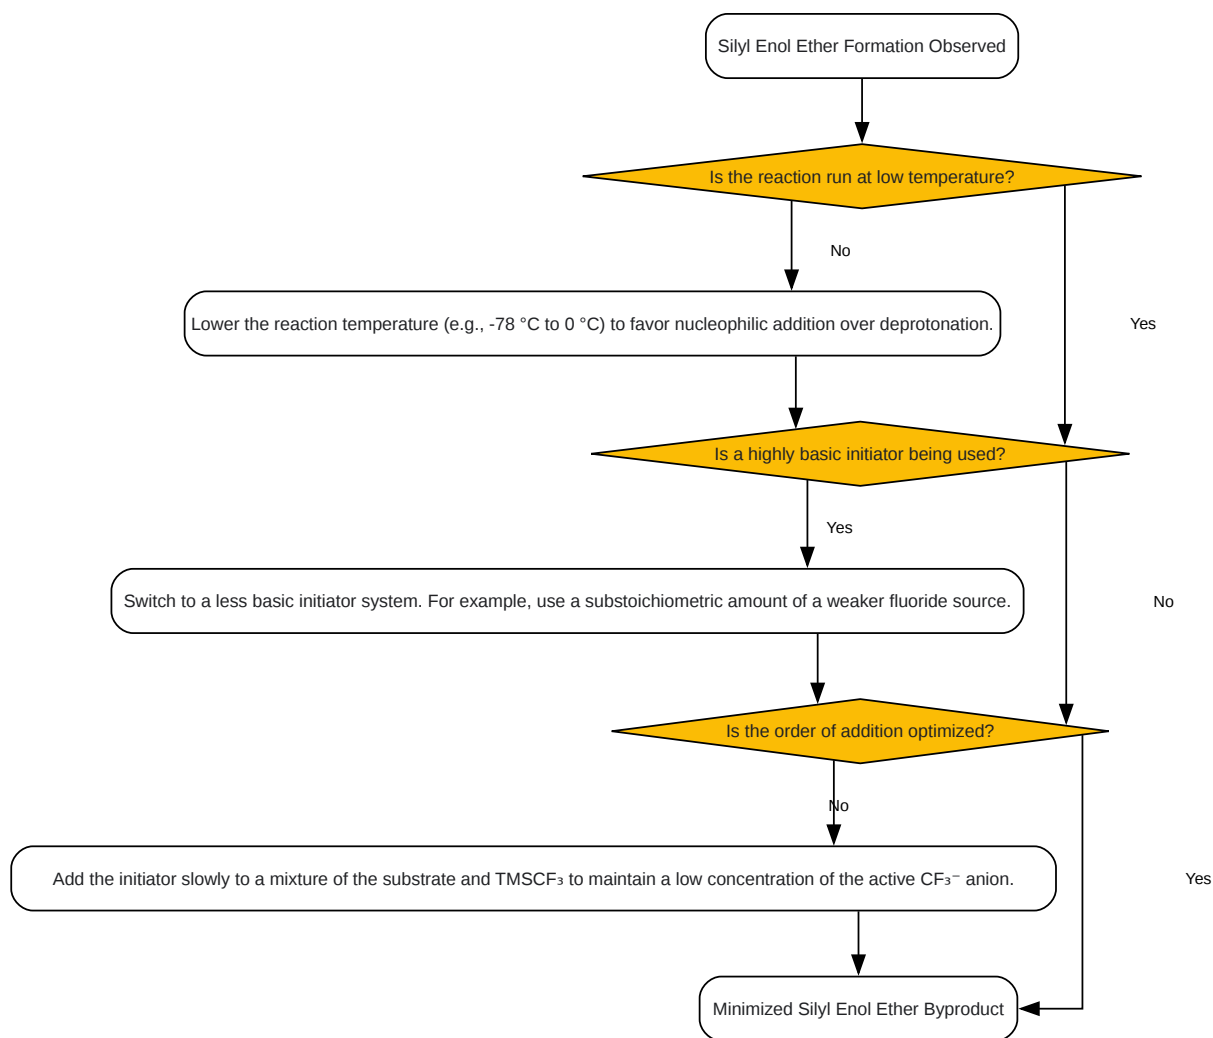 Silyl Enol Ether Formation Observed
Is the reaction run at low temperature?
No
Lower the reaction temperature (e.g., -78 °C to 0 °C) to favor nucleophilic addition over deprotonation.
Yes
Is a highly basic initiator being used?
Yes
Switch to a less basic initiator system. For example, use a substoichiometric amount of a weaker fluoride source.
No
Is the order of addition optimized?
No
Add the initiator slowly to a mixture of the substrate and TMSCF₃ to maintain a low concentration of the active CF₃⁻ anion.
Yes
Minimized Silyl Enol Ether Byproduct